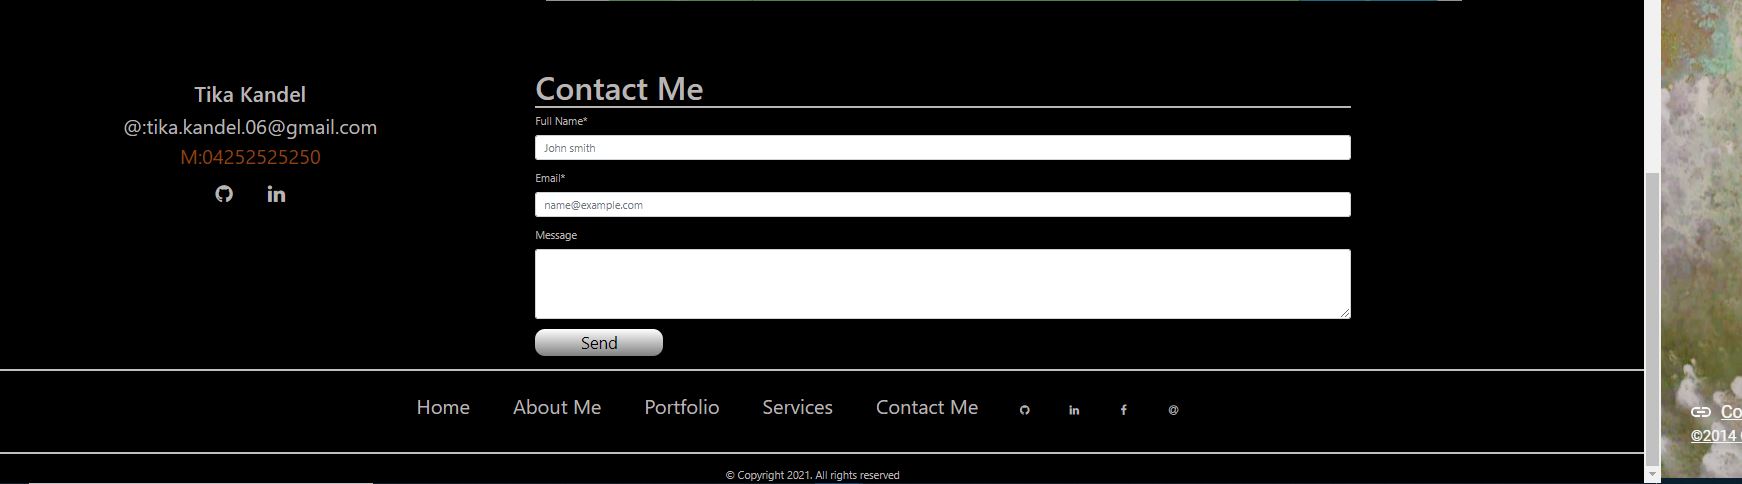 Tika Kandel
@:tika.kandel.06@gmail.com
M:04252525250
Contact Me
Full Name*
John smith
Email*
name@example.com
Message
Send
Home About Me Portfolio Services Contact Me
© Copyright 2021. All rights reserved
Co
©2014